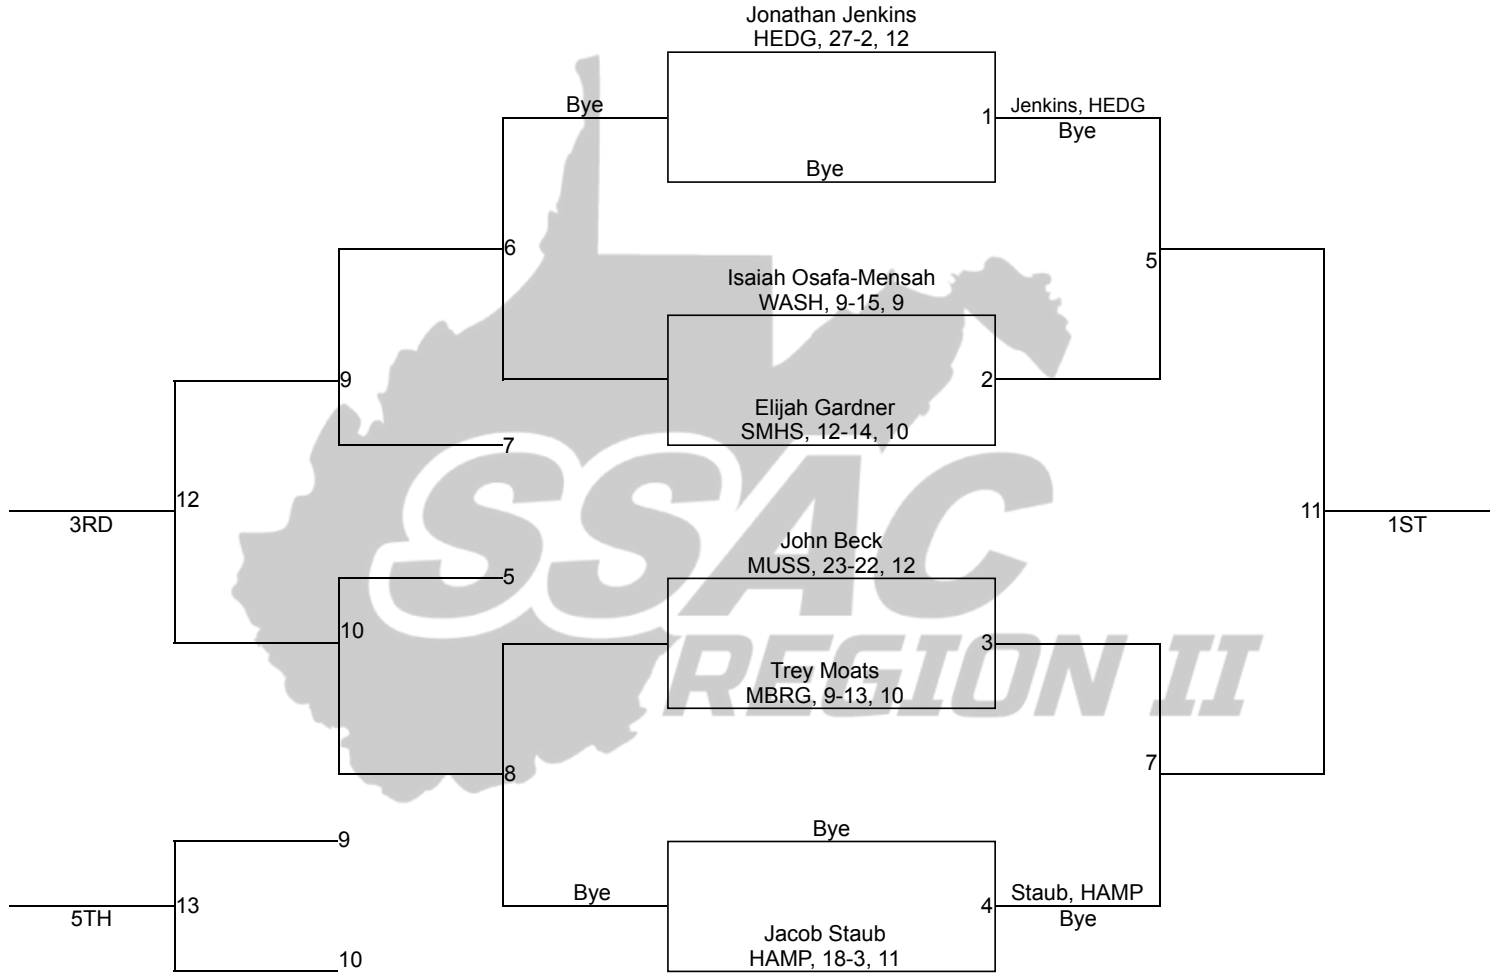 Jonathan Jenkins
HEDG, 27-2, 12
Bye
1
Jenkins, HEDG
Bye
Bye
6
5
Isaiah Osafa-Mensah
WASH, 9-15, 9
9
2
Elijah Gardner
SMHS, 12-14, 10
7
SSAC
12
3RD
11
1ST
John Beck
MUSS, 23-22, 12
5
10
3
REGION II
Trey Moats
MBRG, 9-13, 10
8
7
Bye
9
Bye
4
Staub, HAMP
Bye
13
5TH
Jacob Staub
HAMP, 18-3, 11
10